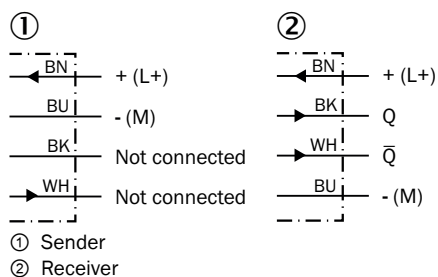 ①
BN + (L+)
BU - (M)
BK Not connected
WH Not connected
②
BN + (L+)
BK Q
WH Q̅
BU - (M)
① Sender
② Receiver